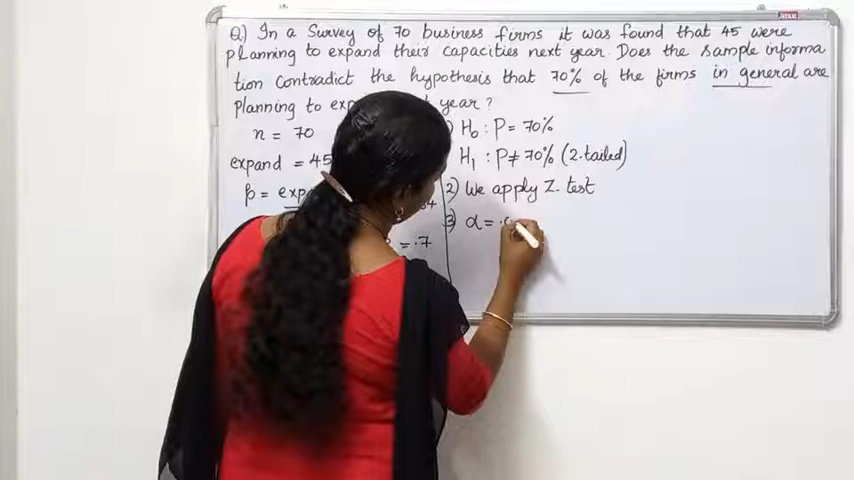 Q) In a Survey of 70 business firms it was found that 45 were
planning to expand their capacities next year. Does the sample informa
tion contradict the hypothesis that 70% of the firms in general are
planning to year ?
n = 70
H0 : P = 70%
expand = 45
H1 : P ≠ 70% (2.tailed)
p =
2) We apply Z. test
3) α = .
= .7